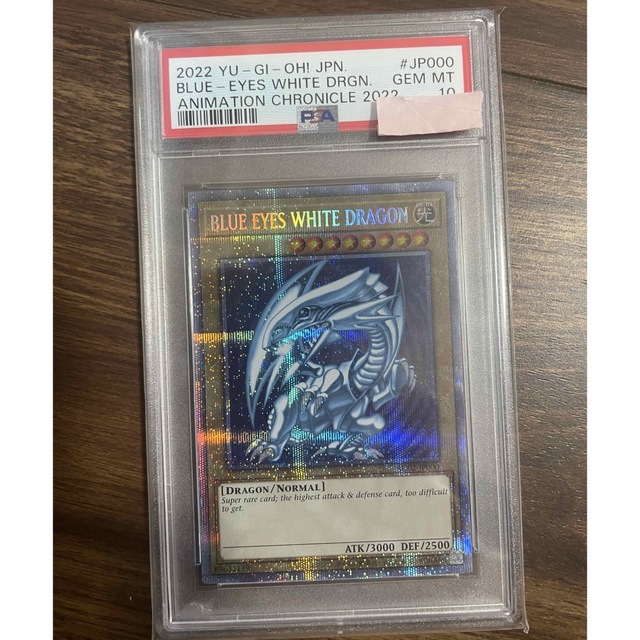 2022 YU-GI-OH! JPN. #JP000
BLUE-EYES WHITE DRGN. GEM MT
ANIMATION CHRONICLE 2022 10
PSA
BLUE EYES WHITE DRAGON
光
[DRAGON/NORMAL]
Super rare card; the highest attack & defense card, too difficult
to get.
ATK/3000 DEF/2500